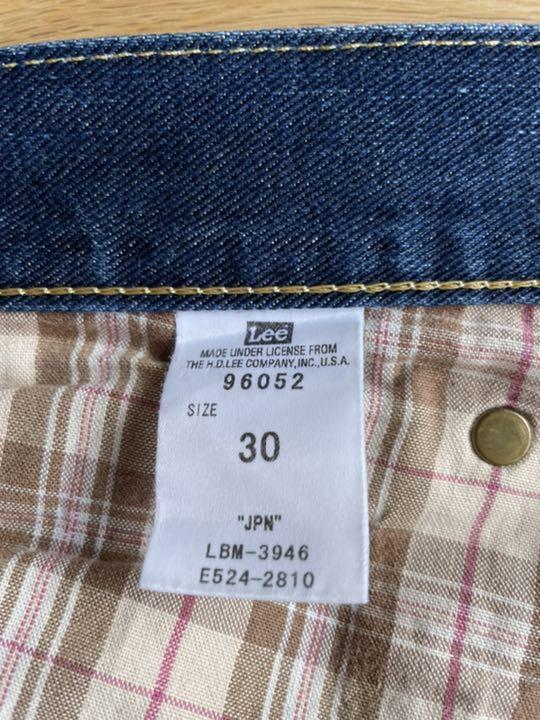 Lee
MADE UNDER LICENSE FROM
THE H.D.LEE COMPANY,INC.,U.S.A.
96052
SIZE
30
"JPN"
LBM-3946
E524-2810